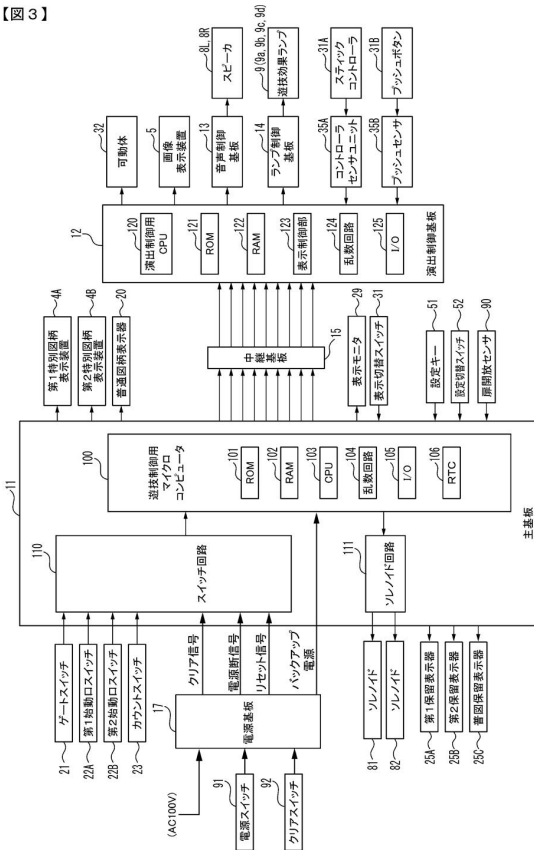 【図3】
ゲートスイッチ
21
第1始動口スイッチ
22A
第2始動口スイッチ
22B
カウントスイッチ
23
(AC100V)
電源スイッチ
91
クリアスイッチ
92
17
電源基板
クリア信号
電源断信号
リセット信号
バックアップ
電源
ソレノイド
81
ソレノイド
82
第1保留表示器
25A
第2保留表示器
25B
普図保留表示器
25C
11
主基板
110
スイッチ回路
111
ソレノイド回路
100
遊技制御用
マイクロ
コンピュータ
101
ROM
102
RAM
103
CPU
104
乱数回路
105
I/O
106
RTC
第1特別図柄
表示装置
4A
第2特別図柄
表示装置
4B
普通図柄表示器
20
中継基板
15
表示モニタ
29
表示切替スイッチ
31
設定キー
51
設定切替スイッチ
52
扉開放センサ
90
12
演出制御基板
120
演出制御用
CPU
121
ROM
122
RAM
123
表示制御部
124
乱数回路
125
I/O
可動体
32
画像
表示装置
5
音声制御
基板
13
スピーカ
8L, 8R
ランプ制御
基板
14
遊技効果ランプ
9 (9a, 9b, 9c, 9d)
コントローラ
センサユニット
35A
スティック
コントローラ
31A
プッシュセンサ
35B
プッシュボタン
31B